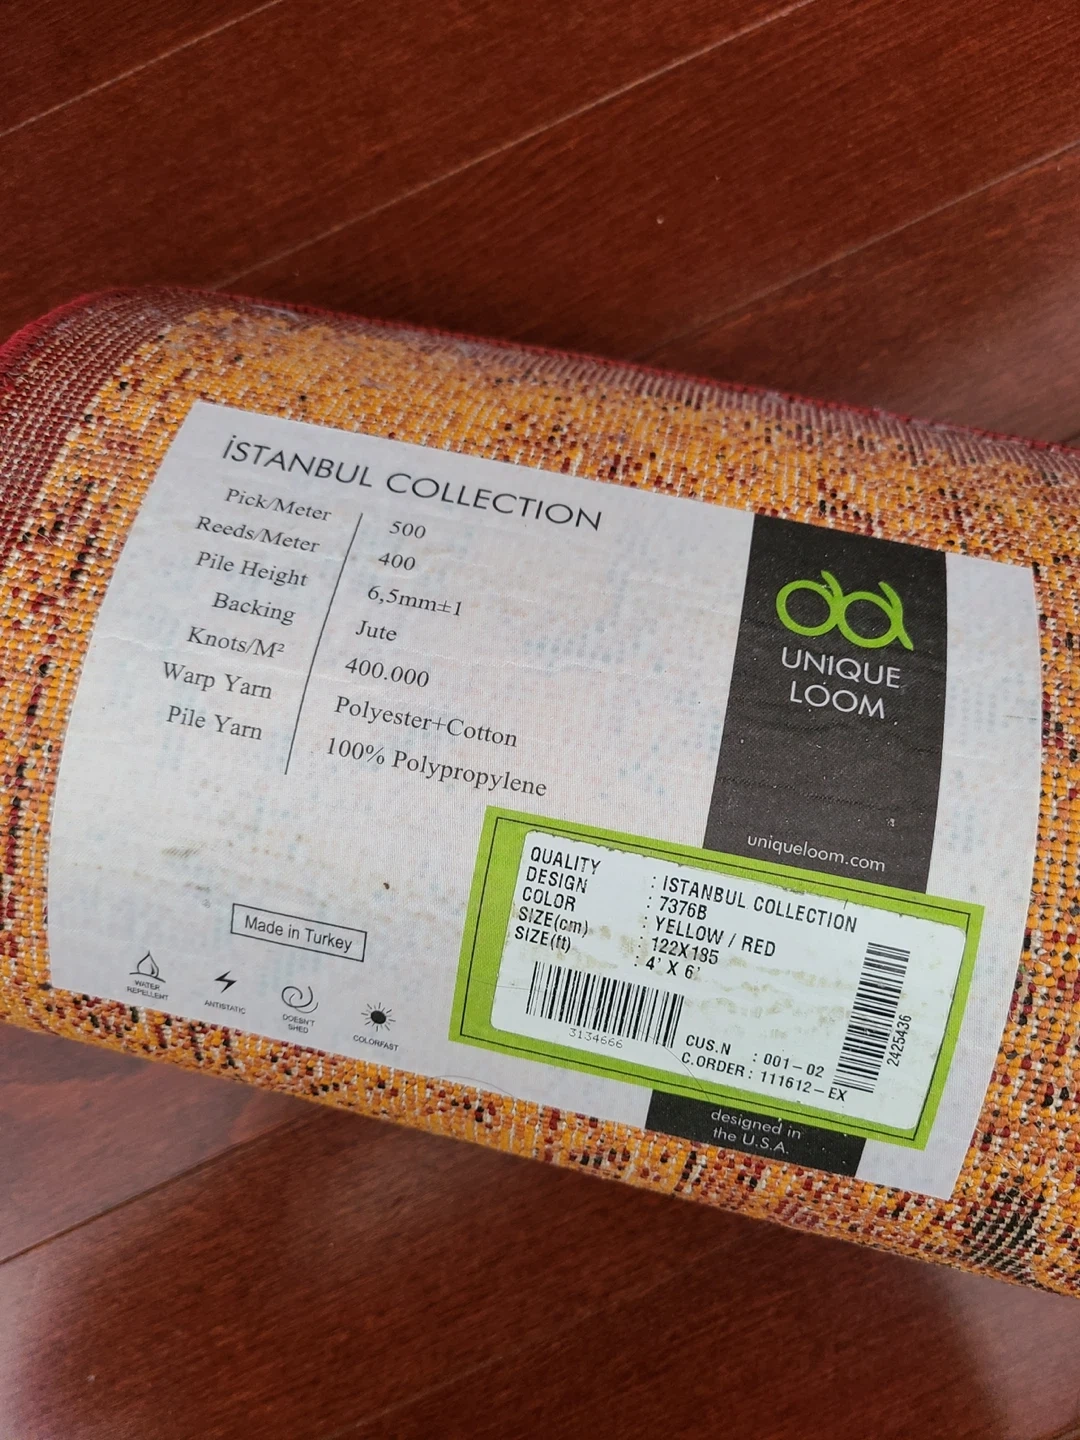 İSTANBUL COLLECTION
Pick/Meter 500
Reeds/Meter 400
Pile Height 6,5mm±1
Backing Jute
Knots/M² 400.000
Warp Yarn Polyester+Cotton
Pile Yarn 100% Polypropylene
UNIQUE
LOOM
uniqueloom.com
Made in Turkey
WATER
REPELLENT
ANTISTATIC
DOESN'T
SHED
COLORFAST
QUALITY : ISTANBUL COLLECTION
DESIGN : 7376B
COLOR : YELLOW / RED
SIZE(cm) : 122X185
SIZE(ft) : 4' X 6'
3134666
CUS.N : 001-02
C.ORDER : 111612-EX
2425436
designed in
the U.S.A.